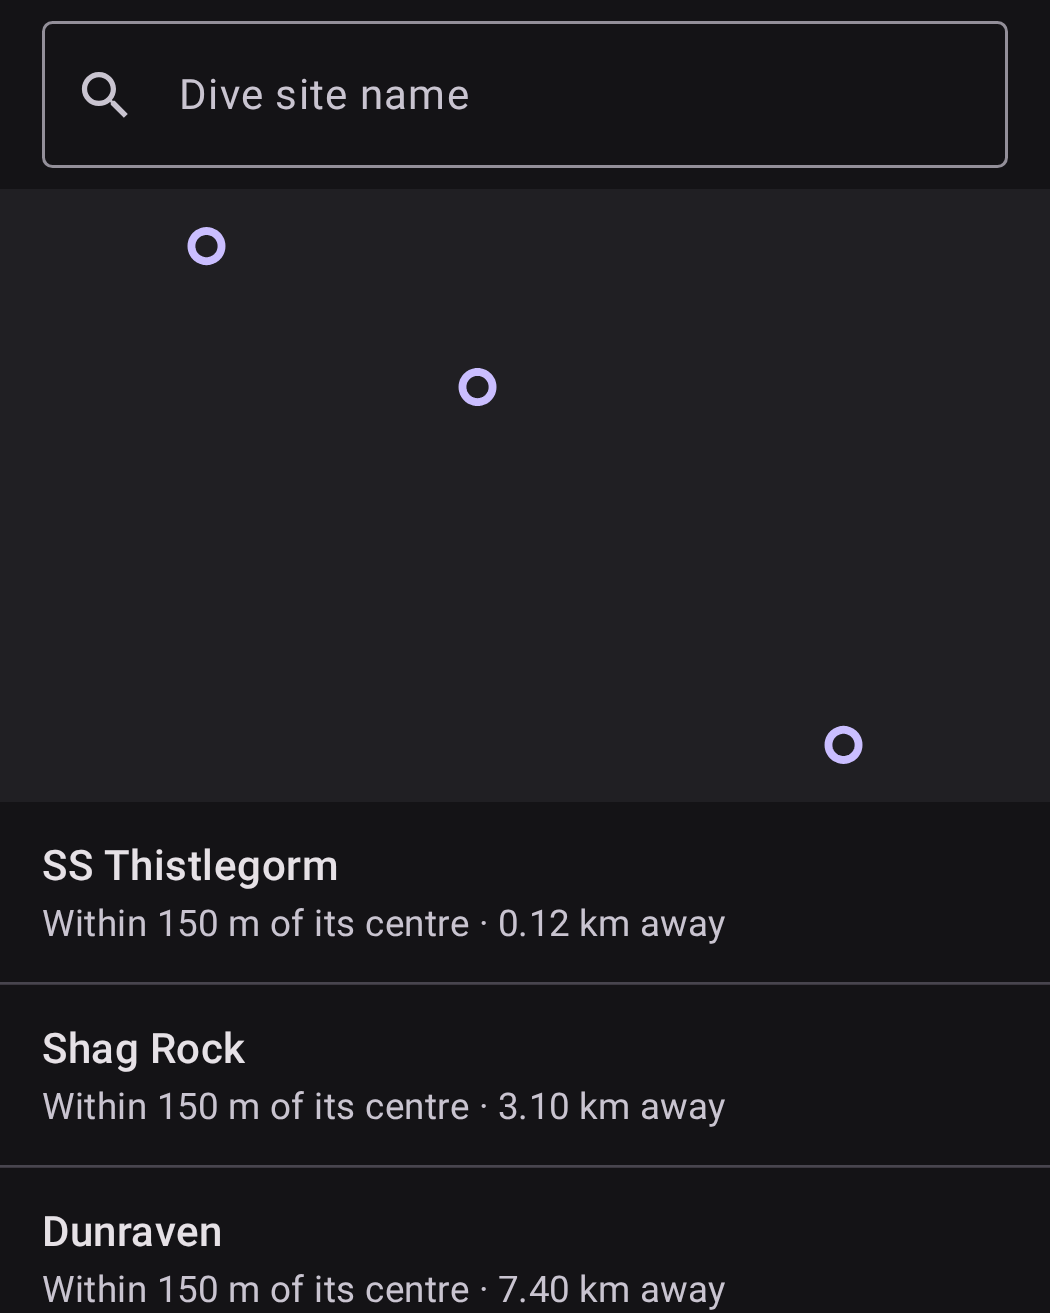 Dive site name
SS Thistlegorm
Within 150 m of its centre · 0.12 km away
Shag Rock
Within 150 m of its centre · 3.10 km away
Dunraven
Within 150 m of its centre · 7.40 km away